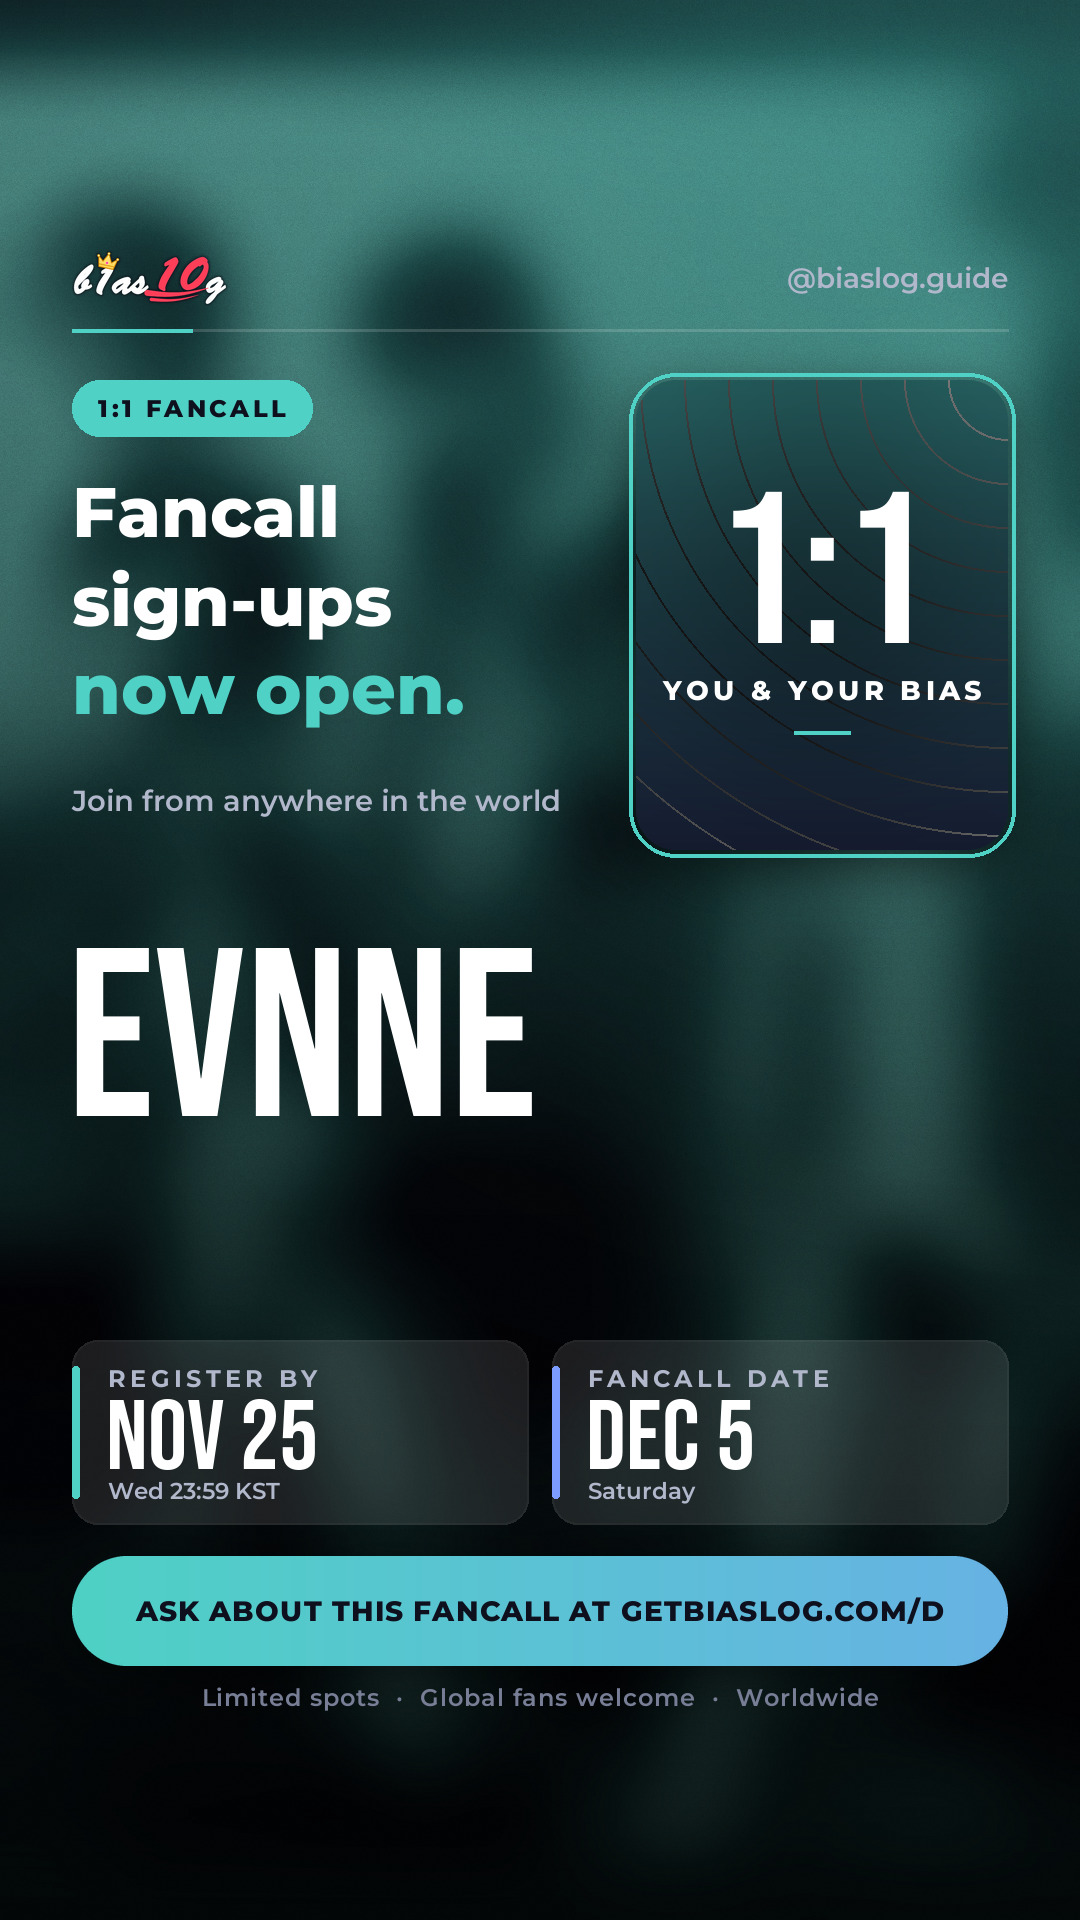 b1as10g
@biaslog.guide
1:1 FANCALL
Fancall
sign-ups
now open.
Join from anywhere in the world
1:1
YOU & YOUR BIAS
EVNNE
REGISTER BY
NOV 25
Wed 23:59 KST
FANCALL DATE
DEC 5
Saturday
ASK ABOUT THIS FANCALL AT GETBIASLOG.COM/D
Limited spots · Global fans welcome · Worldwide